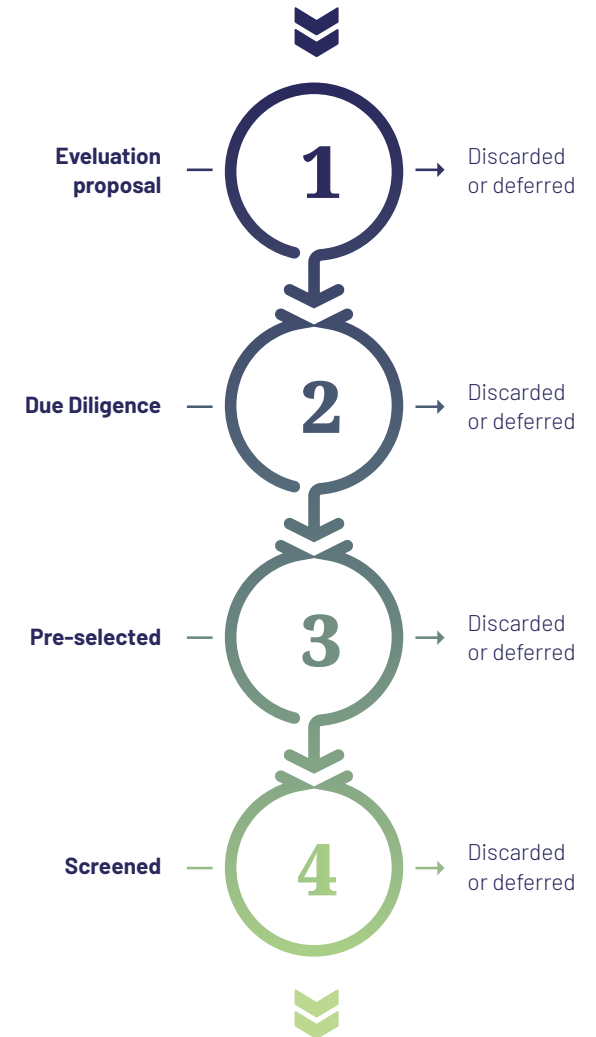 Eveluation
proposal
1
Discarded
or deferred
Due Diligence
2
Discarded
or deferred
Pre-selected
3
Discarded
or deferred
Screened
4
Discarded
or deferred